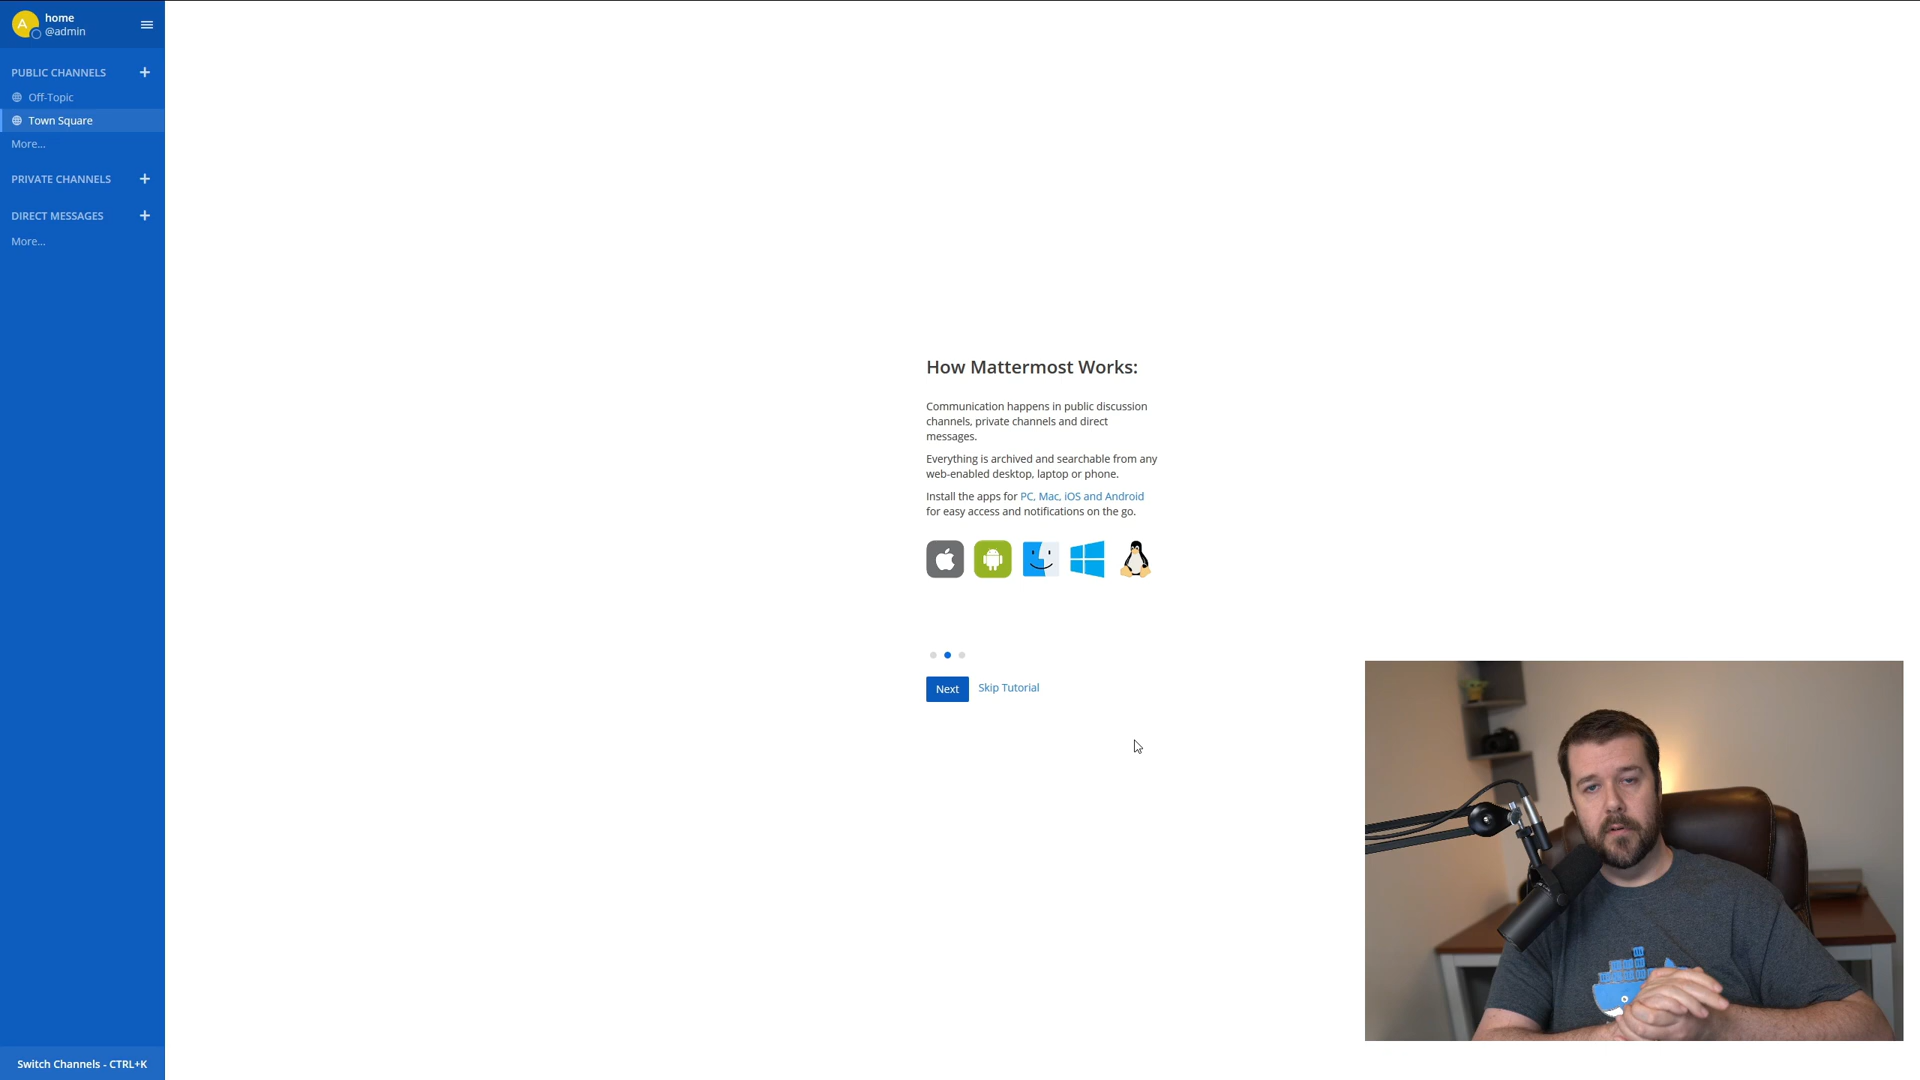 A
home
@admin
PUBLIC CHANNELS
Off-Topic
Town Square
More...
PRIVATE CHANNELS
DIRECT MESSAGES
More...
Switch Channels - CTRL+K
How Mattermost Works:
Communication happens in public discussion
channels, private channels and direct
messages.
Everything is archived and searchable from any
web-enabled desktop, laptop or phone.
Install the apps for PC, Mac, iOS and Android
for easy access and notifications on the go.
Next
Skip Tutorial